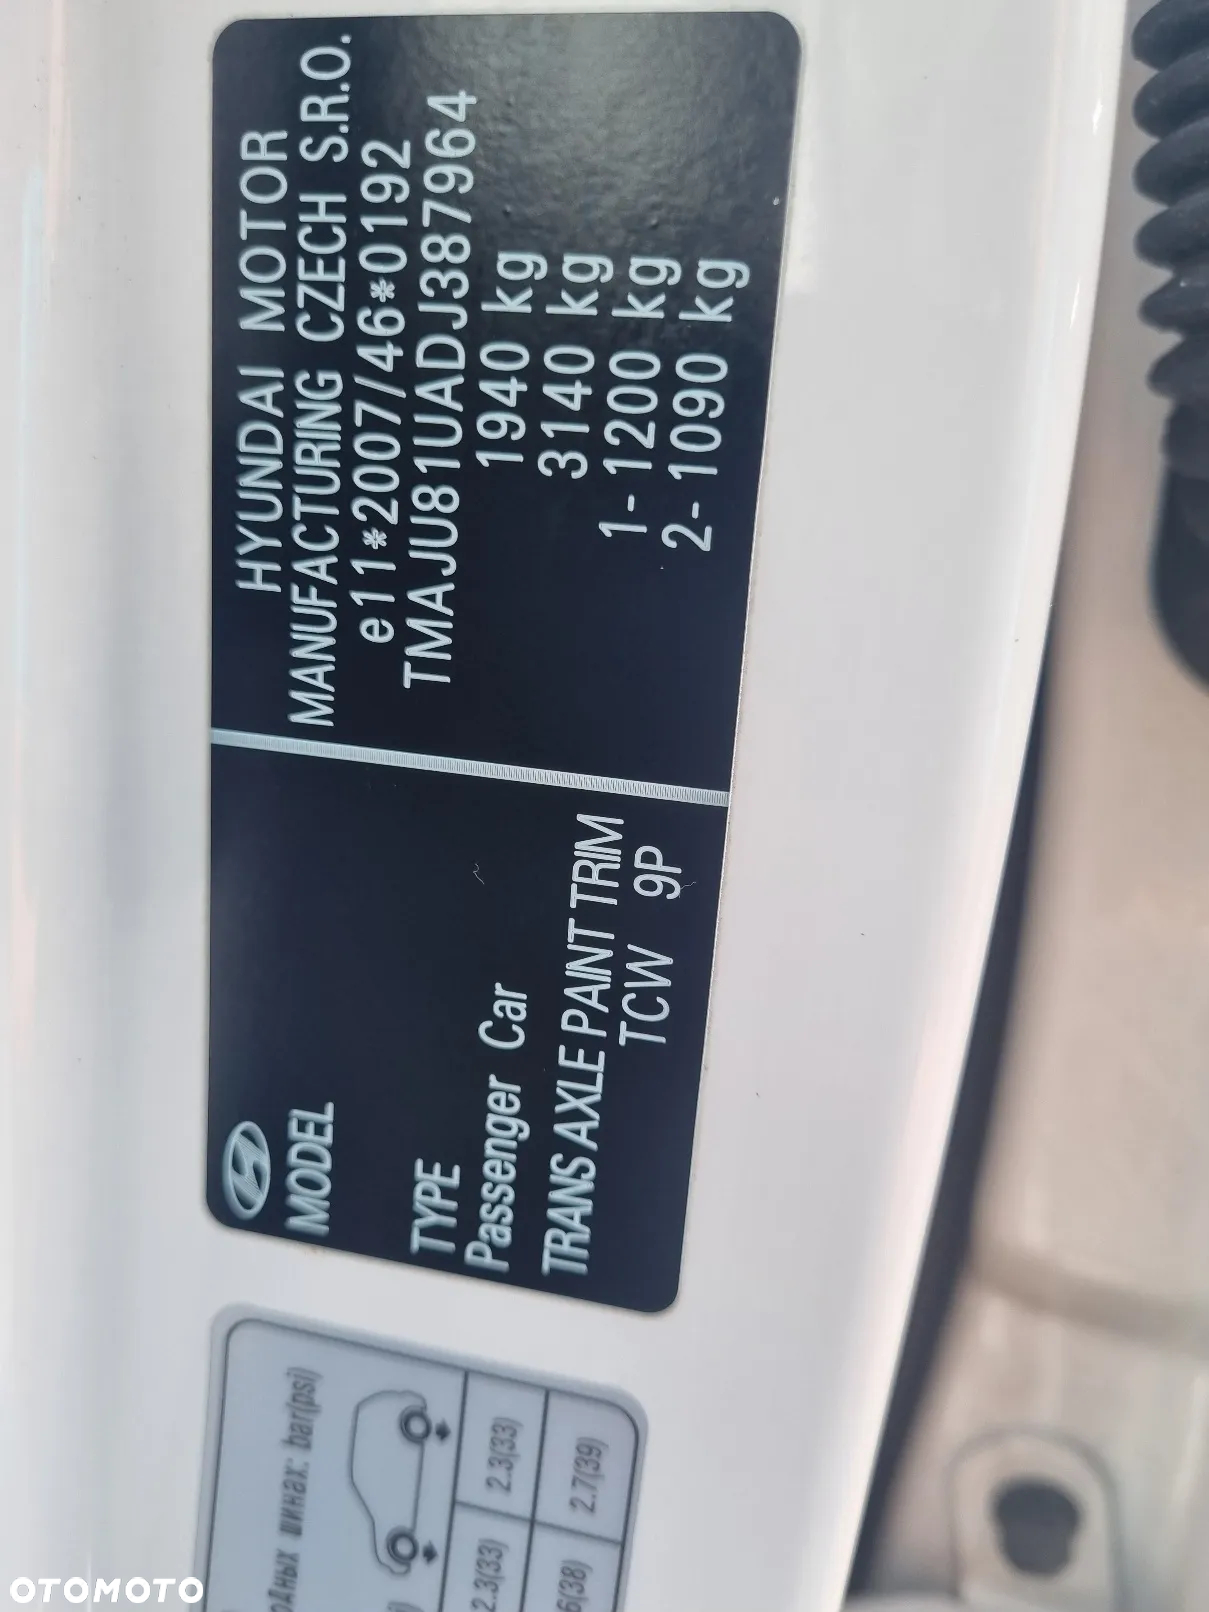 HYUNDAI MOTOR
MANUFACTURING CZECH S.R.O.
e11*2007/46*0192
TMAJU81UADJ387964
1940 kg
3140 kg
1- 1200 kg
2- 1090 kg
MODEL
TYPE
Passenger Car
TRANS AXLE PAINT TRIM
TCW 9P
шинах: bar(psi)
2.3(33) 2.3(33)
2.7(39)
OTOMOTO